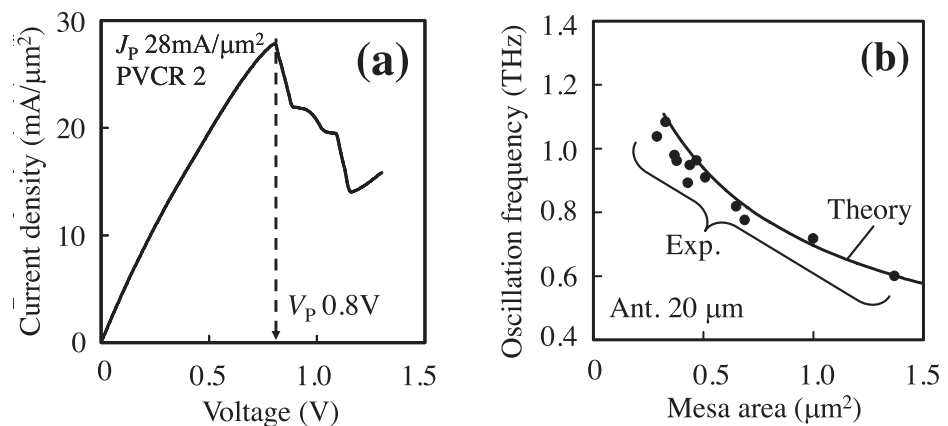 30
20
10
0
0
0.5
1.0
1.5
Current density (mA/μm²)
Voltage (V)
J_P 28mA/μm²
PVCR 2
(a)
V_P 0.8V
1.4
1.2
1.0
0.8
0.6
0.4
0
0.5
1.0
1.5
Oscillation frequency (THz)
Mesa area (μm²)
(b)
Theory
Exp.
Ant. 20 μm